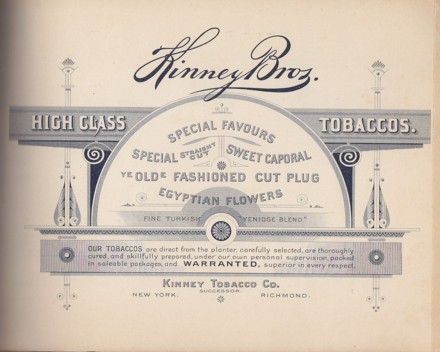 Kinney Bros.
HIGH CLASS TOBACCOS.
SPECIAL FAVOURS
SPECIAL STRAIGHT CUT SWEET CAPORAL
YE OLDE FASHIONED CUT PLUG
EGYPTIAN FLOWERS
FINE TURKISH "YENIDGE BLEND"
OUR TOBACCOS are direct from the planter, carefully selected, are thoroughly
cured, and skillfully prepared, under our own personal supervision, packed
in saleable packages, and WARRANTED, superior in every respect.
KINNEY TOBACCO CO.
SUCCESSOR
NEW YORK. RICHMOND.